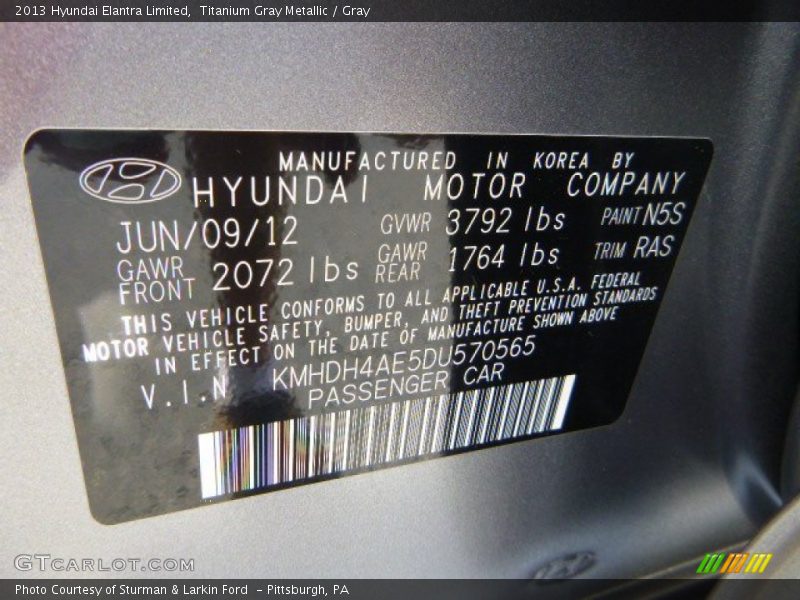 2013 Hyundai Elantra Limited,  Titanium Gray Metallic / Gray
MANUFACTURED IN KOREA BY
HYUNDAI MOTOR COMPANY
JUN/09/12 GVWR 3792 lbs PAINT N5S
GAWR FRONT 2072 lbs GAWR REAR 1764 lbs TRIM RAS
THIS VEHICLE CONFORMS TO ALL APPLICABLE U.S.A. FEDERAL
MOTOR VEHICLE SAFETY, BUMPER, AND THEFT PREVENTION STANDARDS
IN EFFECT ON THE DATE OF MANUFACTURE SHOWN ABOVE
V.I.N KMHDH4AE5DU570565
PASSENGER CAR
GTCARLOT.COM
Photo Courtesy of Sturman & Larkin Ford  - Pittsburgh, PA